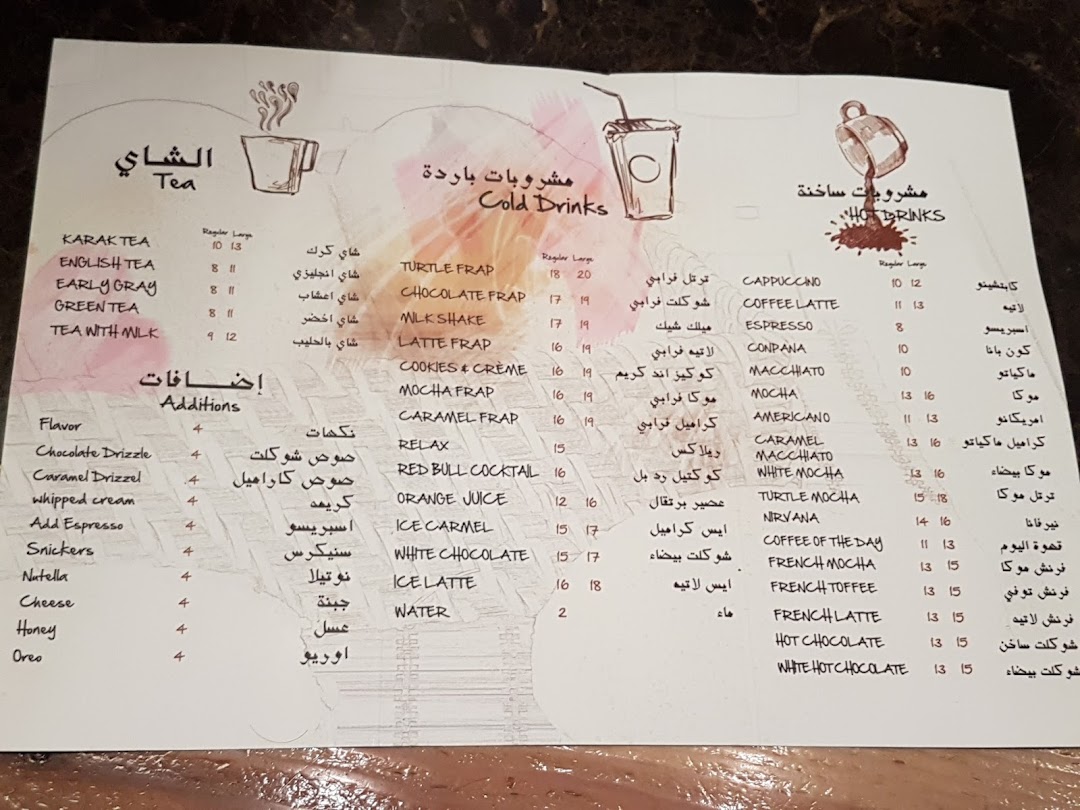 الشاي
Tea
Regular Large
KARAK TEA 10 13 شاي كرك
ENGLISH TEA 8 11 شاي انجليزي
EARLY GRAY 8 11 شاي اعشاب
GREEN TEA 8 11 شاي اخضر
TEA WITH MILK 9 12 شاي بالحليب
إضافات
Additions
Flavor 4 نكهات
Chocolate Drizzle 4 صوص شوكلت
Caramel Drizzel 4 صوص كاراميل
whipped cream 4 كريمه
Add Espresso 4 اسبريسو
Snickers 4 سنيكرس
Nutella 4 نوتيلا
Cheese 4 جبنة
Honey 4 عسل
Oreo 4 اوريو
مشروبات باردة
Cold Drinks
Regular Large
TURTLE FRAP 18 20 ترتل فرابي
CHOCOLATE FRAP 17 19 شوكلت فرابي
MILK SHAKE 17 19 ميلك شيك
LATTE FRAP 16 19 لاتيه فرابي
COOKIES & CRÈME 16 19 كوكيز اند كريم
MOCHA FRAP 16 19 موكا فرابي
CARAMEL FRAP 16 19 كراميل فرابي
RELAX 15 ريلاكس
RED BULL COCKTAIL 16 كوكتيل رد بل
ORANGE JUICE 12 16 عصير برتقال
ICE CARMEL 15 17 ايس كراميل
WHITE CHOCOLATE 15 17 شوكلت بيضاء
ICE LATTE 16 18 ايس لاتيه
WATER 2 ماء
مشروبات ساخنة
HOT DRINKS
Regular Large
CAPPUCCINO 10 12 كابتشينو
COFFEE LATTE 11 13 لاتيه
ESPRESSO 8 اسبريسو
CONPANA 10 كون بانا
MACCHIATO 10 ماكياتو
MOCHA 13 16 موكا
AMERICANO 11 13 امريكانو
CARAMEL 13 16 كراميل ماكياتو
MACCHIATO
WHITE MOCHA 13 16 موكا بيضاء
TURTLE MOCHA 15 18 ترتل موكا
NIRVANA 14 16 نيرفانا
COFFEE OF THE DAY 11 13 قهوة اليوم
FRENCH MOCHA 13 15 فرنش موكا
FRENCH TOFFEE 13 15 فرنش توفي
FRENCH LATTE 13 15 فرنش لاتيه
HOT CHOCOLATE 13 15 شوكلت ساخن
WHITE HOT CHOCOLATE 13 15 شوكلت بيضاء